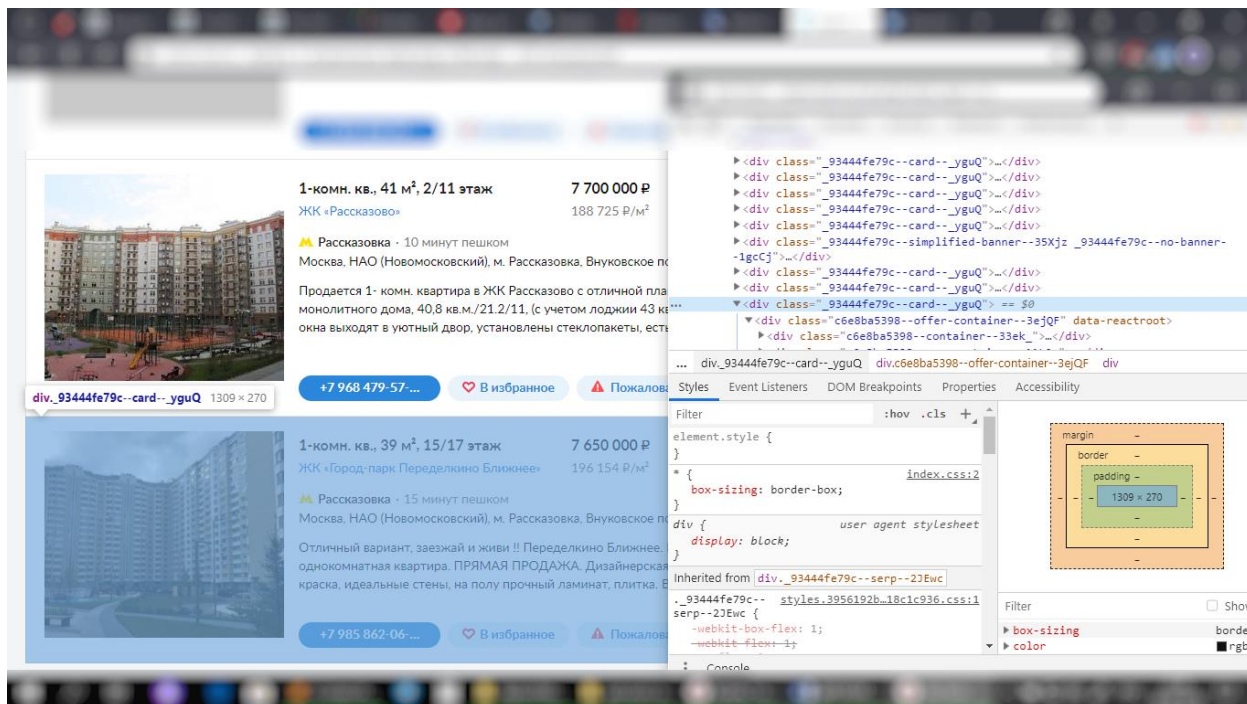 1-комн. кв., 41 м², 2/11 этаж 7 700 000 ₽
ЖК «Рассказово» 188 725 ₽/м²
Рассказовка · 10 минут пешком
Москва, НАО (Новомосковский), м. Рассказовка, Внуковское
Продается 1- комн. квартира в ЖК Рассказово с отличной
монолитного дома, 40,8 кв.м./21.2/11, (с учетом лоджии 43
окна выходят в уютный двор, установлены стеклопакеты,
+7 968 479-57-... В избранное
div._93444fe79c--card--_yguQ 1309 × 270
1-комн. кв., 39 м², 15/17 этаж 7 650 000 ₽
ЖК «Город-парк Переделкино Ближнее» 196 154 ₽/м²
Рассказовка · 15 минут пешком
Москва, НАО (Новомосковский), м. Рассказовка, Внуковское
Отличный вариант, заезжай и живи !! Переделкино Ближнее.
однокомнатная квартира. ПРЯМАЯ ПРОДАЖА. Дизайнерская
краска, идеальные стены, на полу прочный ламинат, плитка,
+7 985 862-06-... В избранное
<div class="_93444fe79c--card--_yguQ">…</div>
<div class="_93444fe79c--card--_yguQ">…</div>
<div class="_93444fe79c--card--_yguQ">…</div>
<div class="_93444fe79c--card--_yguQ">…</div>
<div class="_93444fe79c--card--_yguQ">…</div>
<div class="_93444fe79c--simplified-banner--35Xjz _93444fe79c--no-banner-
-1gcCj">…</div>
<div class="_93444fe79c--card--_yguQ">…</div>
<div class="_93444fe79c--card--_yguQ">…</div>
... <div class="_93444fe79c--card--_yguQ"> == $0
<div class="c6e8ba5398--offer-container--3ejQF" data-reactroot>
<div class="c6e8ba5398--container--33ek_">…</div>
... div._93444fe79c--card--_yguQ div.c6e8ba5398--offer-container--3ejQF div
Styles Event Listeners DOM Breakpoints Properties Accessibility
Filter :hov .cls +
element.style {
}
* { index.css:2
box-sizing: border-box;
}
div { user agent stylesheet
display: block;
}
Inherited from div._93444fe79c--serp--2JEwc
._93444fe79c-- styles.3956192b…18c1c936.css:1
serp--2JEwc {
-webkit-box-flex: 1;
-webkit-flex: 1;
margin -
border -
padding -
- - - 1309 × 270 - - -
-
-
-
Filter
box-sizing
color
Console